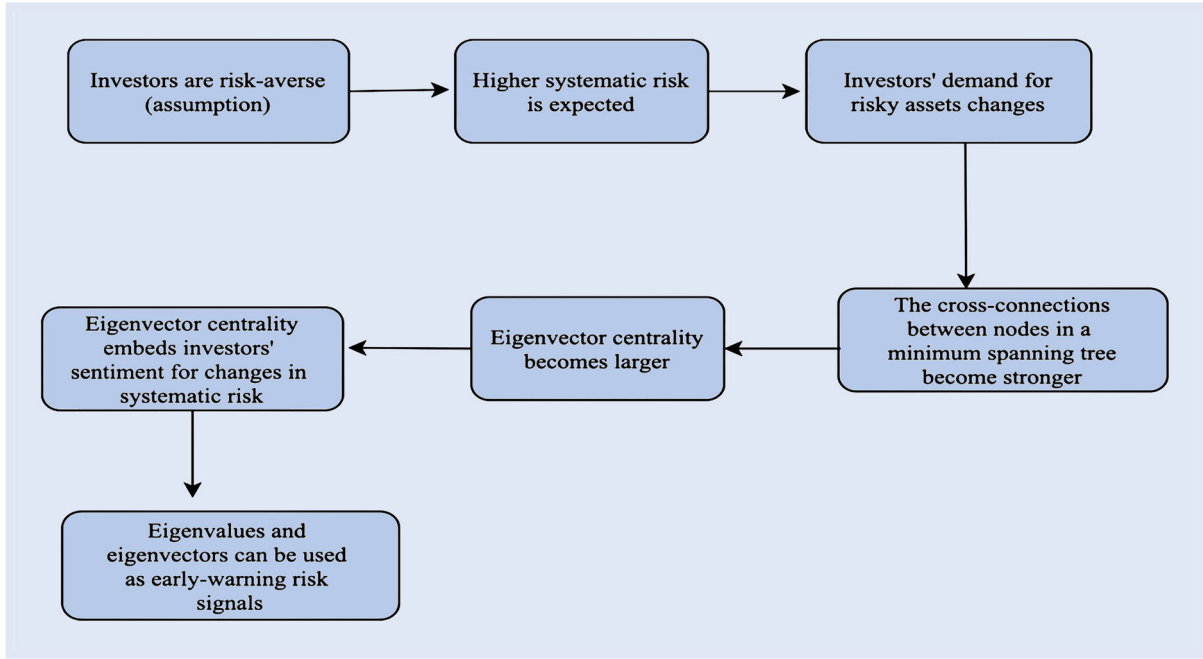 Investors are risk-averse
(assumption)
Higher systematic risk
is expected
Investors' demand for
risky assets changes
The cross-connections
between nodes in a
minimum spanning tree
become stronger
Eigenvector centrality
becomes larger
Eigenvector centrality
embeds investors'
sentiment for changes in
systematic risk
Eigenvalues and
eigenvectors can be used
as early-warning risk
signals